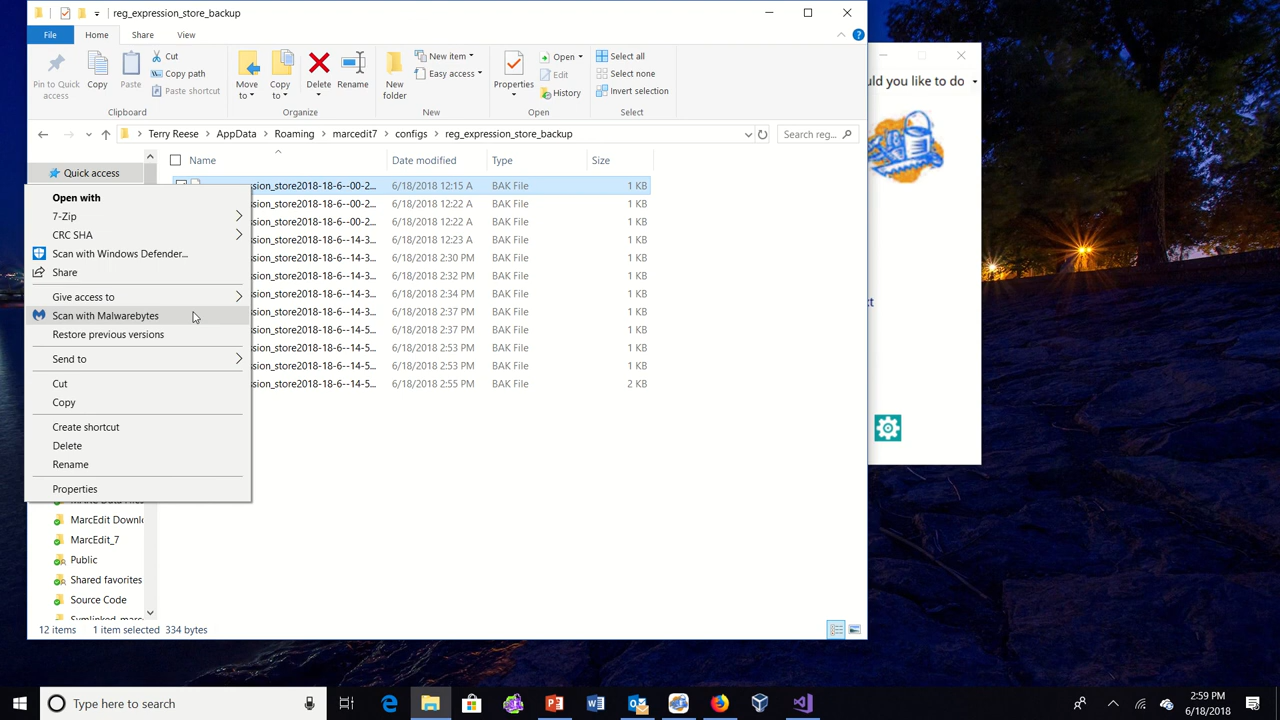 reg_expression_store_backup
File
Home
Share
View
Pin to Quick access
Copy
Paste
Cut
Copy path
Paste shortcut
Clipboard
Move to
Copy to
Delete
Rename
Organize
New folder
New item
Easy access
New
Properties
Open
Edit
History
Open
Select all
Select none
Invert selection
Select
uld you like to do
Terry Reese
AppData
Roaming
marcedit7
configs
reg_expression_store_backup
Search reg...
Name
Date modified
Type
Size
Quick access
ssion_store2018-18-6--00-2... 6/18/2018 12:15 A BAK File 1 KB
ssion_store2018-18-6--00-2... 6/18/2018 12:22 A BAK File 1 KB
ssion_store2018-18-6--00-2... 6/18/2018 12:22 A BAK File 1 KB
ssion_store2018-18-6--14-3... 6/18/2018 12:23 A BAK File 1 KB
ssion_store2018-18-6--14-3... 6/18/2018 2:30 PM BAK File 1 KB
ssion_store2018-18-6--14-3... 6/18/2018 2:32 PM BAK File 1 KB
ssion_store2018-18-6--14-3... 6/18/2018 2:34 PM BAK File 1 KB
ssion_store2018-18-6--14-3... 6/18/2018 2:37 PM BAK File 1 KB
ssion_store2018-18-6--14-5... 6/18/2018 2:37 PM BAK File 1 KB
ssion_store2018-18-6--14-5... 6/18/2018 2:53 PM BAK File 1 KB
ssion_store2018-18-6--14-5... 6/18/2018 2:53 PM BAK File 1 KB
ssion_store2018-18-6--14-5... 6/18/2018 2:55 PM BAK File 2 KB
Open with
7-Zip
CRC SHA
Scan with Windows Defender...
Share
Give access to
Scan with Malwarebytes
Restore previous versions
Send to
Cut
Copy
Create shortcut
Delete
Rename
Properties
MarcEdit Downl
MarcEdit_7
Public
Shared favorites
Source Code
12 items
1 item selected
334 bytes
Type here to search
2:59 PM
6/18/2018